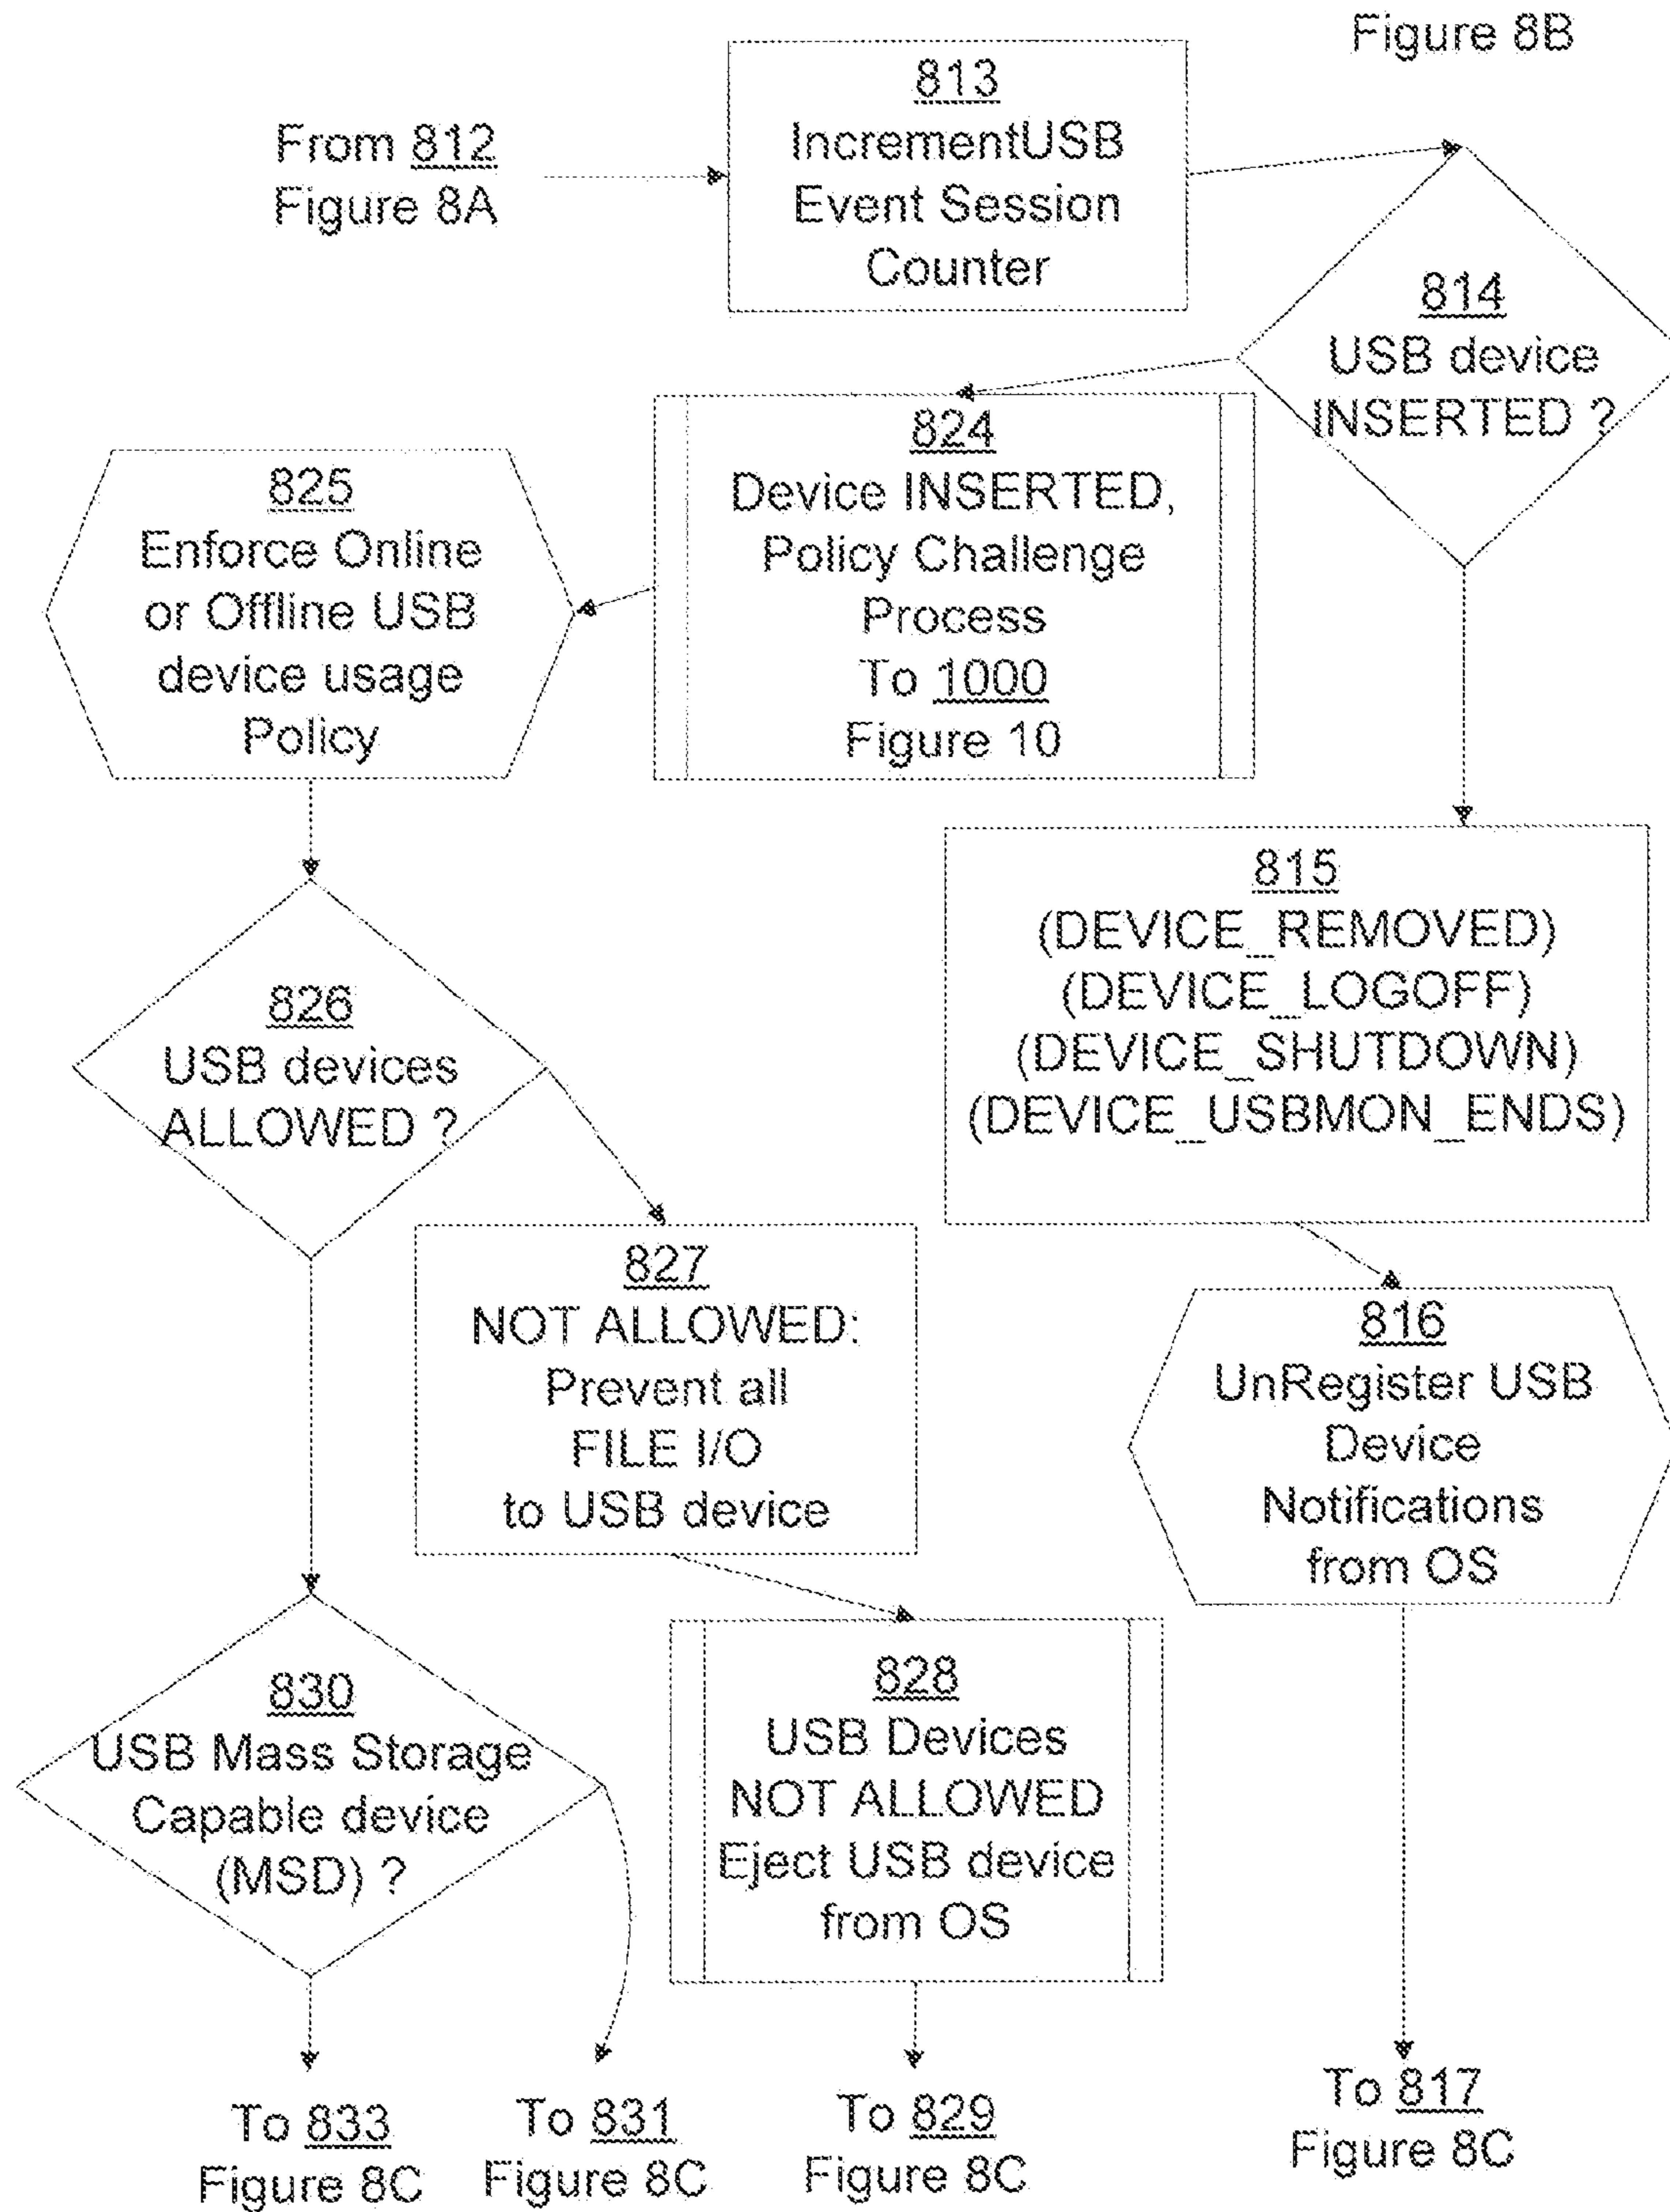 Figure 8B
From 812
Figure 8A
813
IncrementUSB
Event Session
Counter
814
USB device
INSERTED ?
824
Device INSERTED,
Policy Challenge
Process
To 1000
Figure 10
825
Enforce Online
or Offline USB
device usage
Policy
815
(DEVICE_REMOVED)
(DEVICE_LOGOFF)
(DEVICE_SHUTDOWN)
(DEVICE_USBMON_ENDS)
826
USB devices
ALLOWED ?
827
NOT ALLOWED:
Prevent all
FILE I/O
to USB device
816
UnRegister USB
Device
Notifications
from OS
830
USB Mass Storage
Capable device
(MSD) ?
828
USB Devices
NOT ALLOWED
Eject USB device
from OS
To 833
Figure 8C
To 831
Figure 8C
To 829
Figure 8C
To 817
Figure 8C